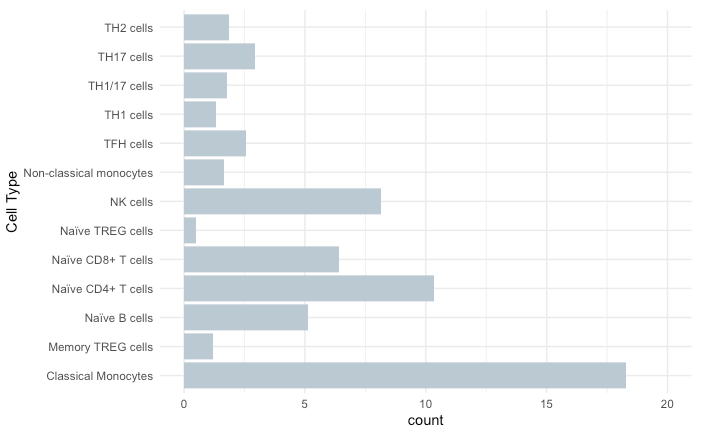 TH2 cells
TH17 cells
TH1/17 cells
TH1 cells
TFH cells
Non-classical monocytes
NK cells
Naïve TREG cells
Naïve CD8+ T cells
Naïve CD4+ T cells
Naïve B cells
Memory TREG cells
Classical Monocytes
Cell Type
0 5 10 15 20
count